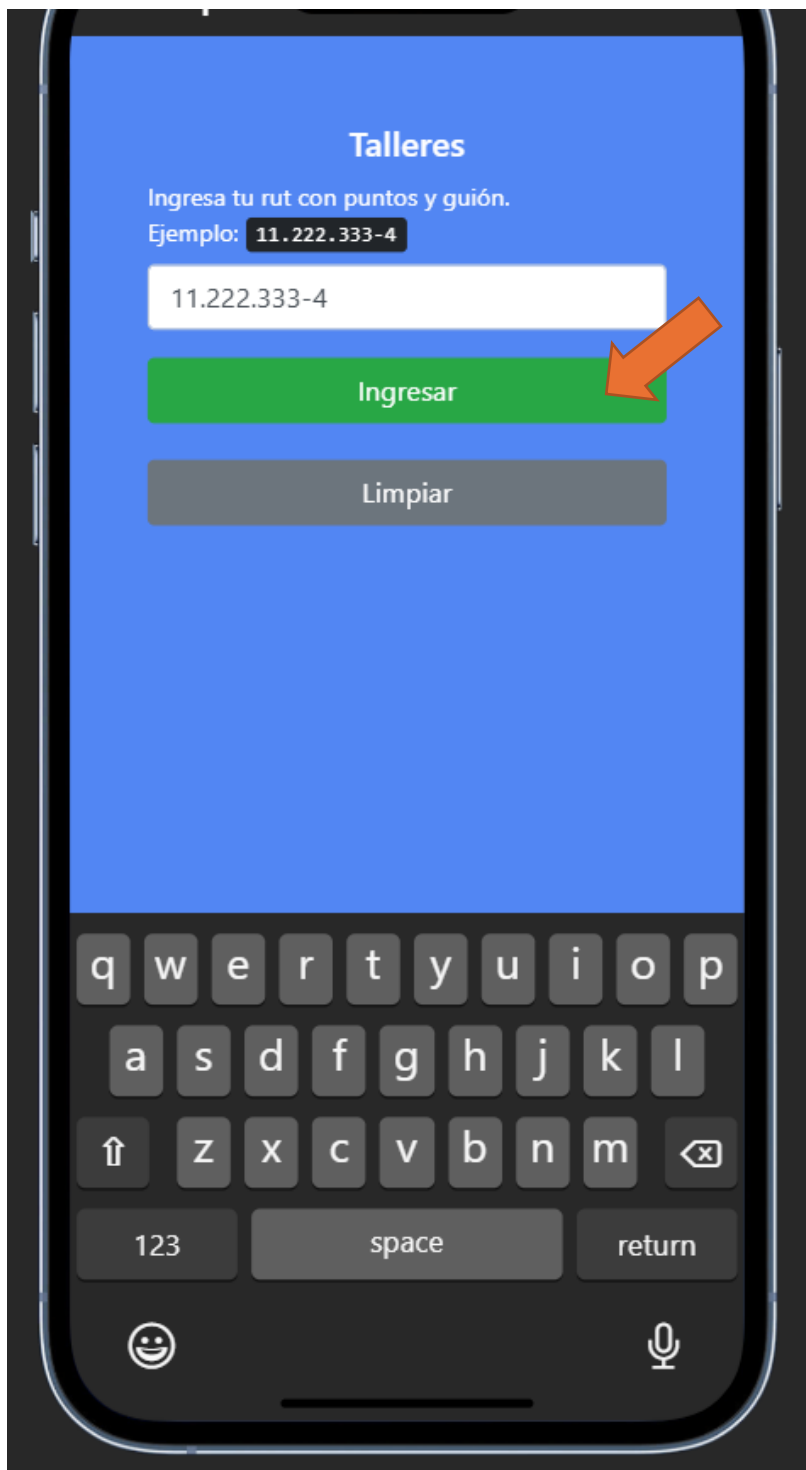 Talleres
Ingresa tu rut con puntos y guión.
Ejemplo: 11.222.333-4
11.222.333-4
Ingresar
Limpiar
q w e r t y u i o p
a s d f g h j k l
z x c v b n m
123 space return